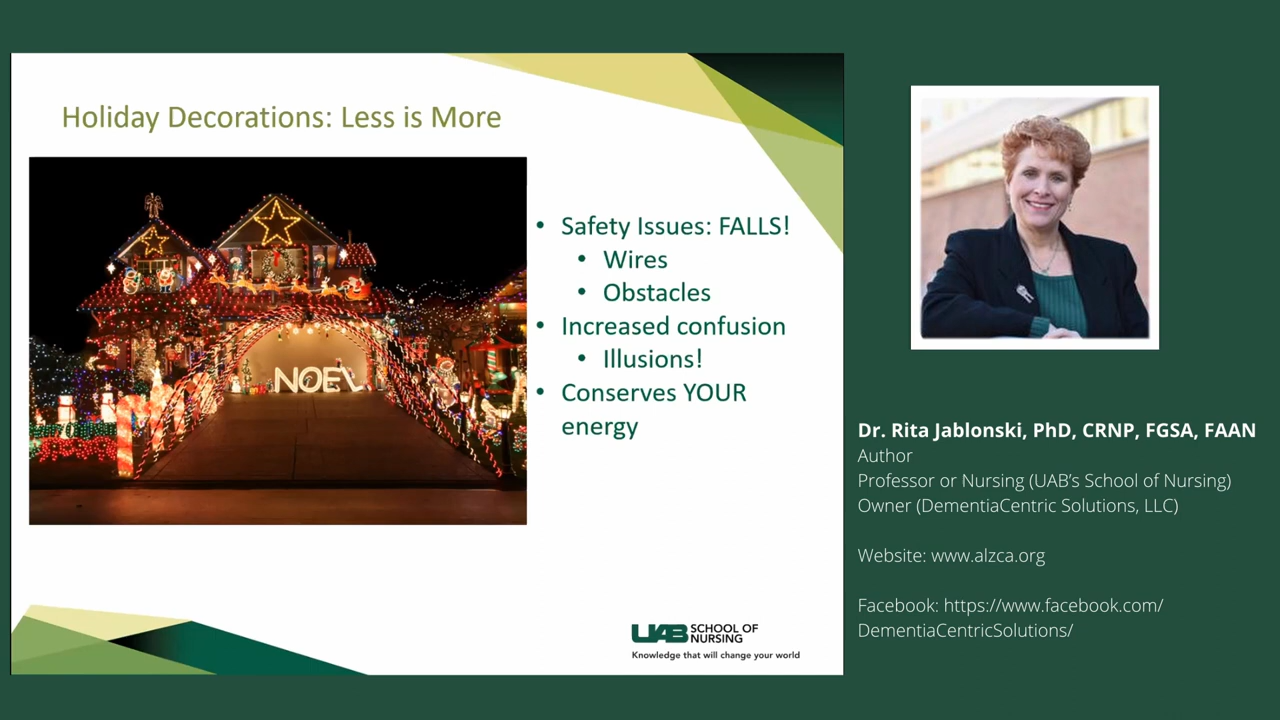 Holiday Decorations: Less is More
NOEL
• Safety Issues: FALLS!
• Wires
• Obstacles
• Increased confusion
• Illusions!
• Conserves YOUR
energy
UAB SCHOOL OF
NURSING
Knowledge that will change your world
Dr. Rita Jablonski, PhD, CRNP, FGSA, FAAN
Author
Professor or Nursing (UAB’s School of Nursing)
Owner (DementiaCentric Solutions, LLC)
Website: www.alzca.org
Facebook: https://www.facebook.com/
DementiaCentricSolutions/